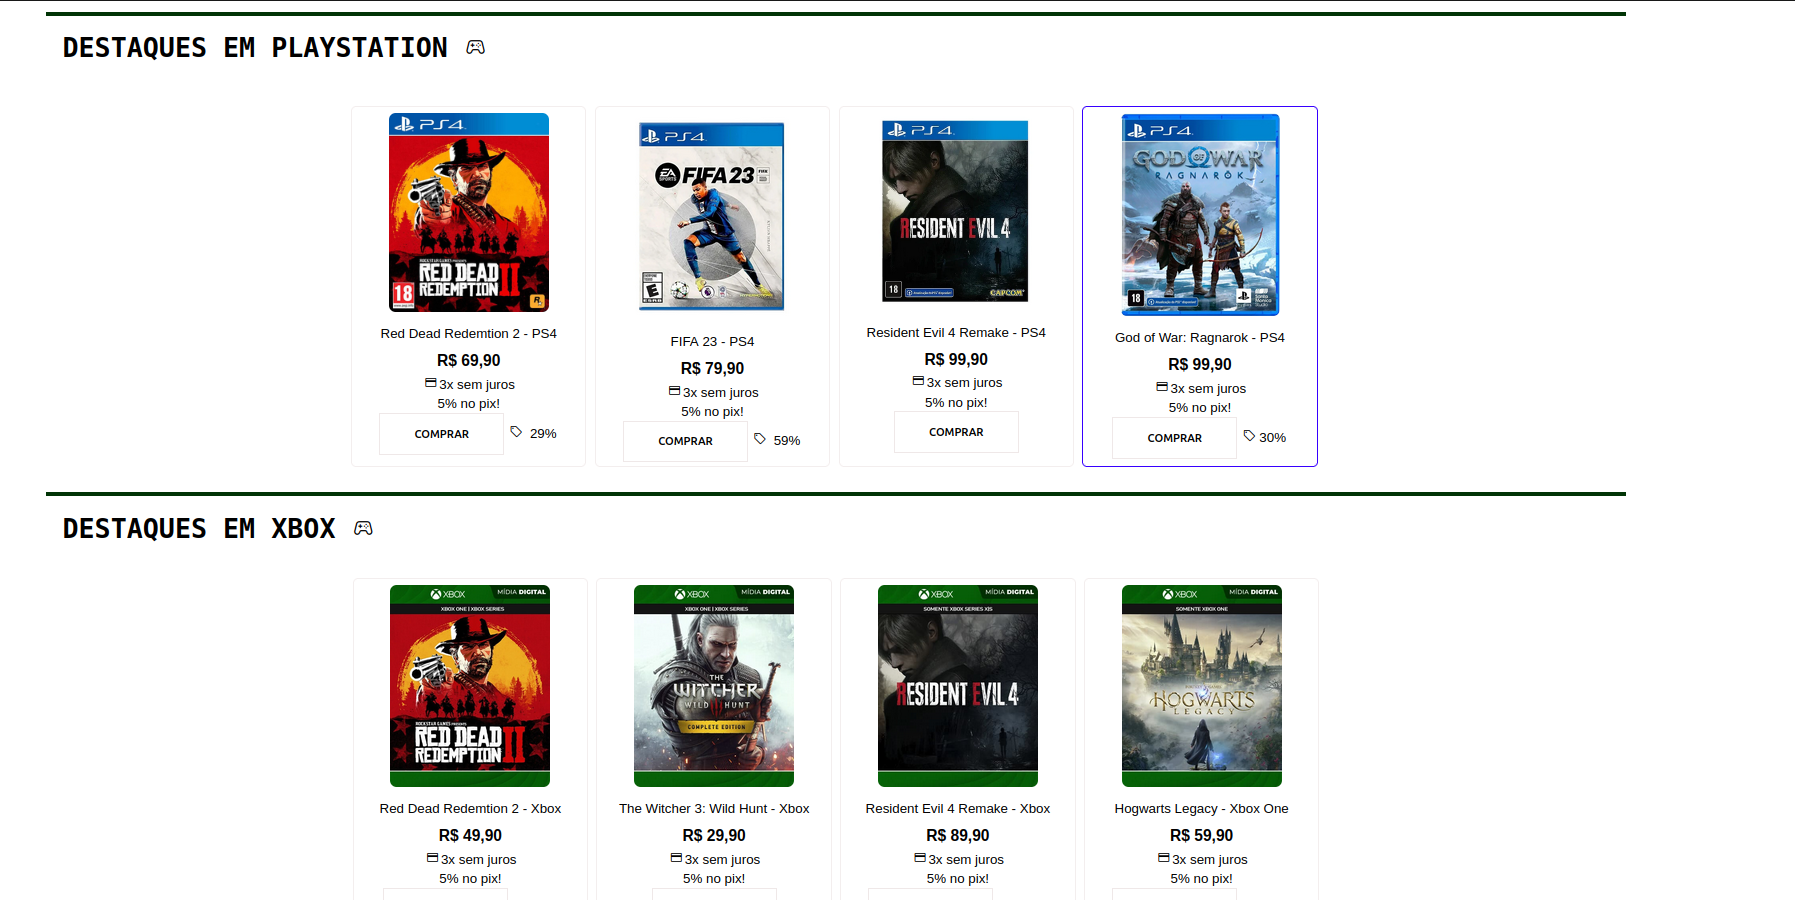 DESTAQUES EM PLAYSTATION
PS4
RED DEAD
REDEMPTION II
18
Red Dead Redemtion 2 - PS4
R$ 69,90
3x sem juros
5% no pix!
COMPRAR 29%
PS4
EA SPORTS FIFA 23
E
FIFA 23 - PS4
R$ 79,90
3x sem juros
5% no pix!
COMPRAR 59%
PS4
RESIDENT EVIL 4
18
CAPCOM
Resident Evil 4 Remake - PS4
R$ 99,90
3x sem juros
5% no pix!
COMPRAR
PS4
GOD OF WAR
RAGNARÖK
18
God of War: Ragnarok - PS4
R$ 99,90
3x sem juros
5% no pix!
COMPRAR 30%
DESTAQUES EM XBOX
XBOX MÍDIA DIGITAL
XBOX ONE | XBOX SERIES
ROCKSTAR GAMES PRESENTS
RED DEAD
REDEMPTION II
Red Dead Redemtion 2 - Xbox
R$ 49,90
3x sem juros
5% no pix!
XBOX MÍDIA DIGITAL
XBOX ONE | XBOX SERIES
THE
WITCHER
WILD HUNT
COMPLETE EDITION
The Witcher 3: Wild Hunt - Xbox
R$ 29,90
3x sem juros
5% no pix!
XBOX MÍDIA DIGITAL
SOMENTE XBOX SERIES X|S
RESIDENT EVIL 4
Resident Evil 4 Remake - Xbox
R$ 89,90
3x sem juros
5% no pix!
XBOX MÍDIA DIGITAL
SOMENTE XBOX ONE
HOGWARTS
LEGACY
Hogwarts Legacy - Xbox One
R$ 59,90
3x sem juros
5% no pix!